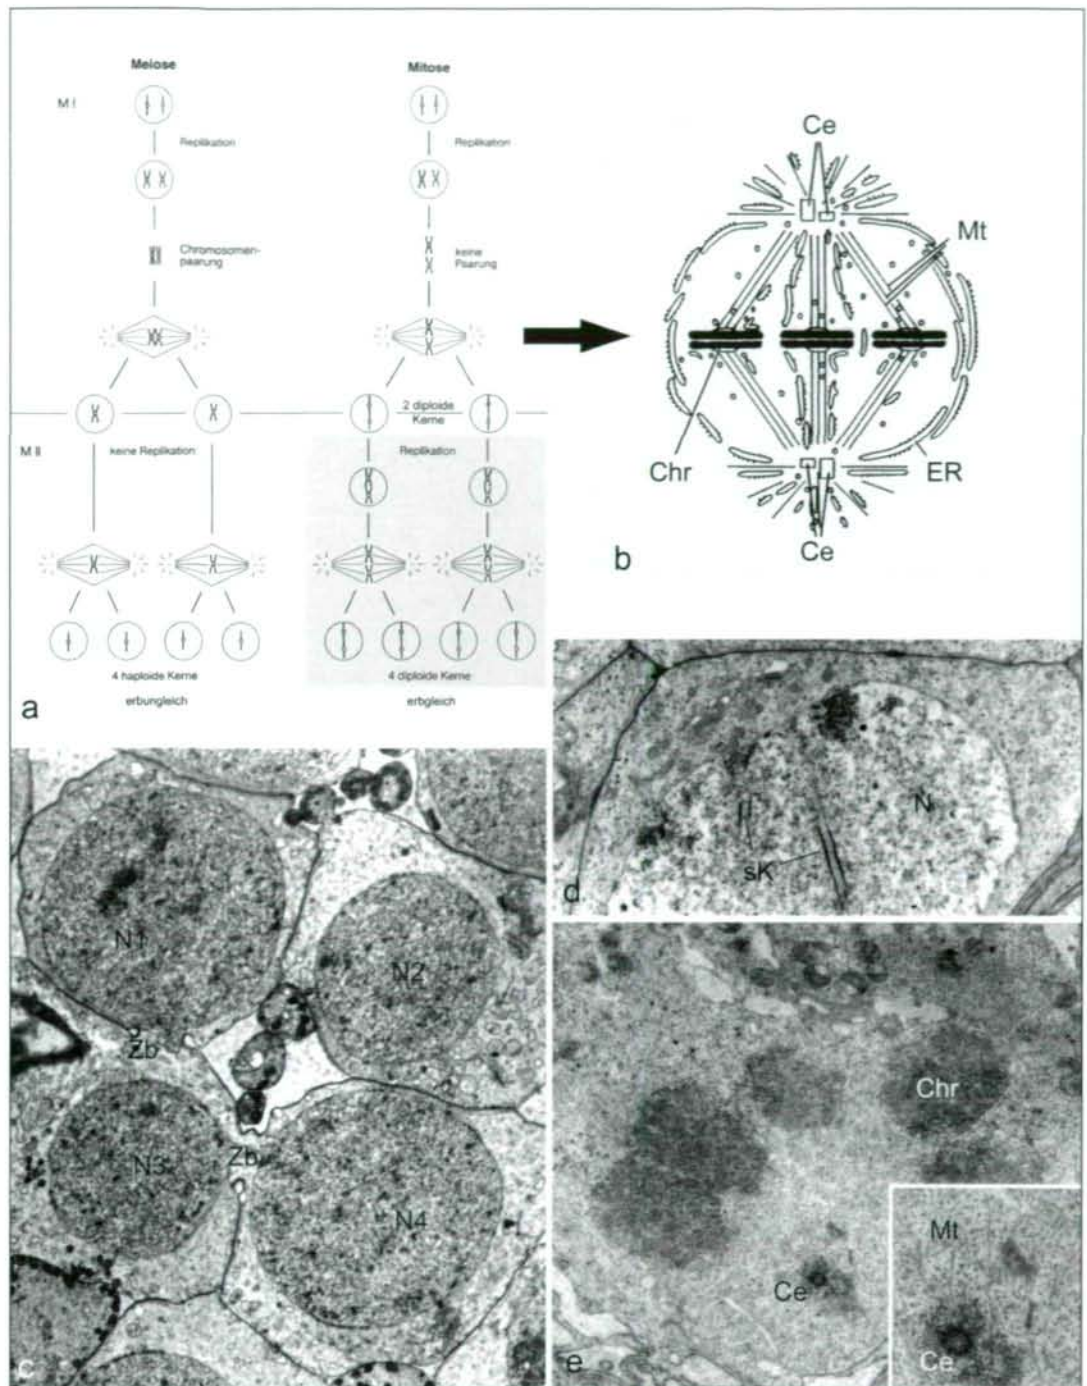 Meiose
Mitose
M I
Replikation
Replikation
Chromosomen-
paarung
keine
Paarung
2 diploide
Kerne
M II
keine Replikation
Replikation
4 haploide Kerne
4 diploide Kerne
erbungleich
erbgleich
a
Ce
Mt
Chr
ER
Ce
b
N1
N2
Zb
N3
Zb
N4
c
N
sK
d
Chr
Ce
Mt
Ce
e